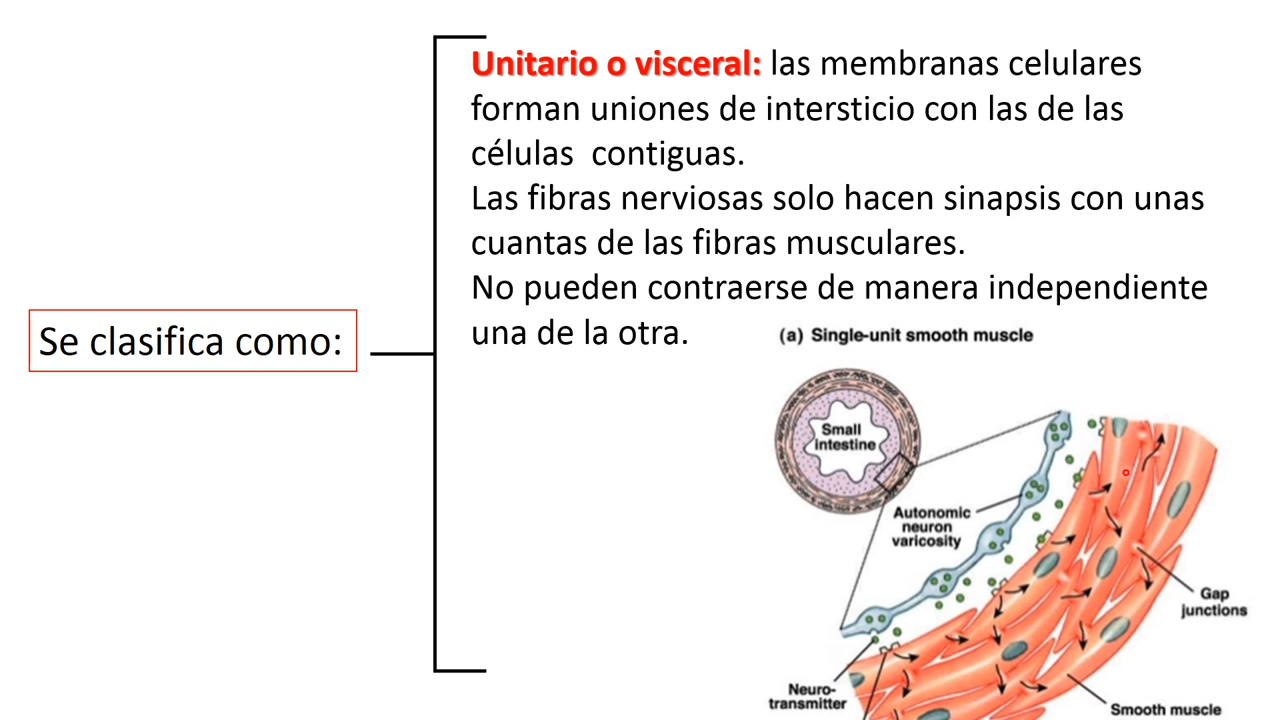 Se clasifica como:
Unitario o visceral: las membranas celulares
forman uniones de intersticio con las de las
células  contiguas.
Las fibras nerviosas solo hacen sinapsis con unas
cuantas de las fibras musculares.
No pueden contraerse de manera independiente
una de la otra.
(a) Single-unit smooth muscle
Small
intestine
Autonomic
neuron
varicosity
Gap
junctions
Neuro-
transmitter
Smooth muscle